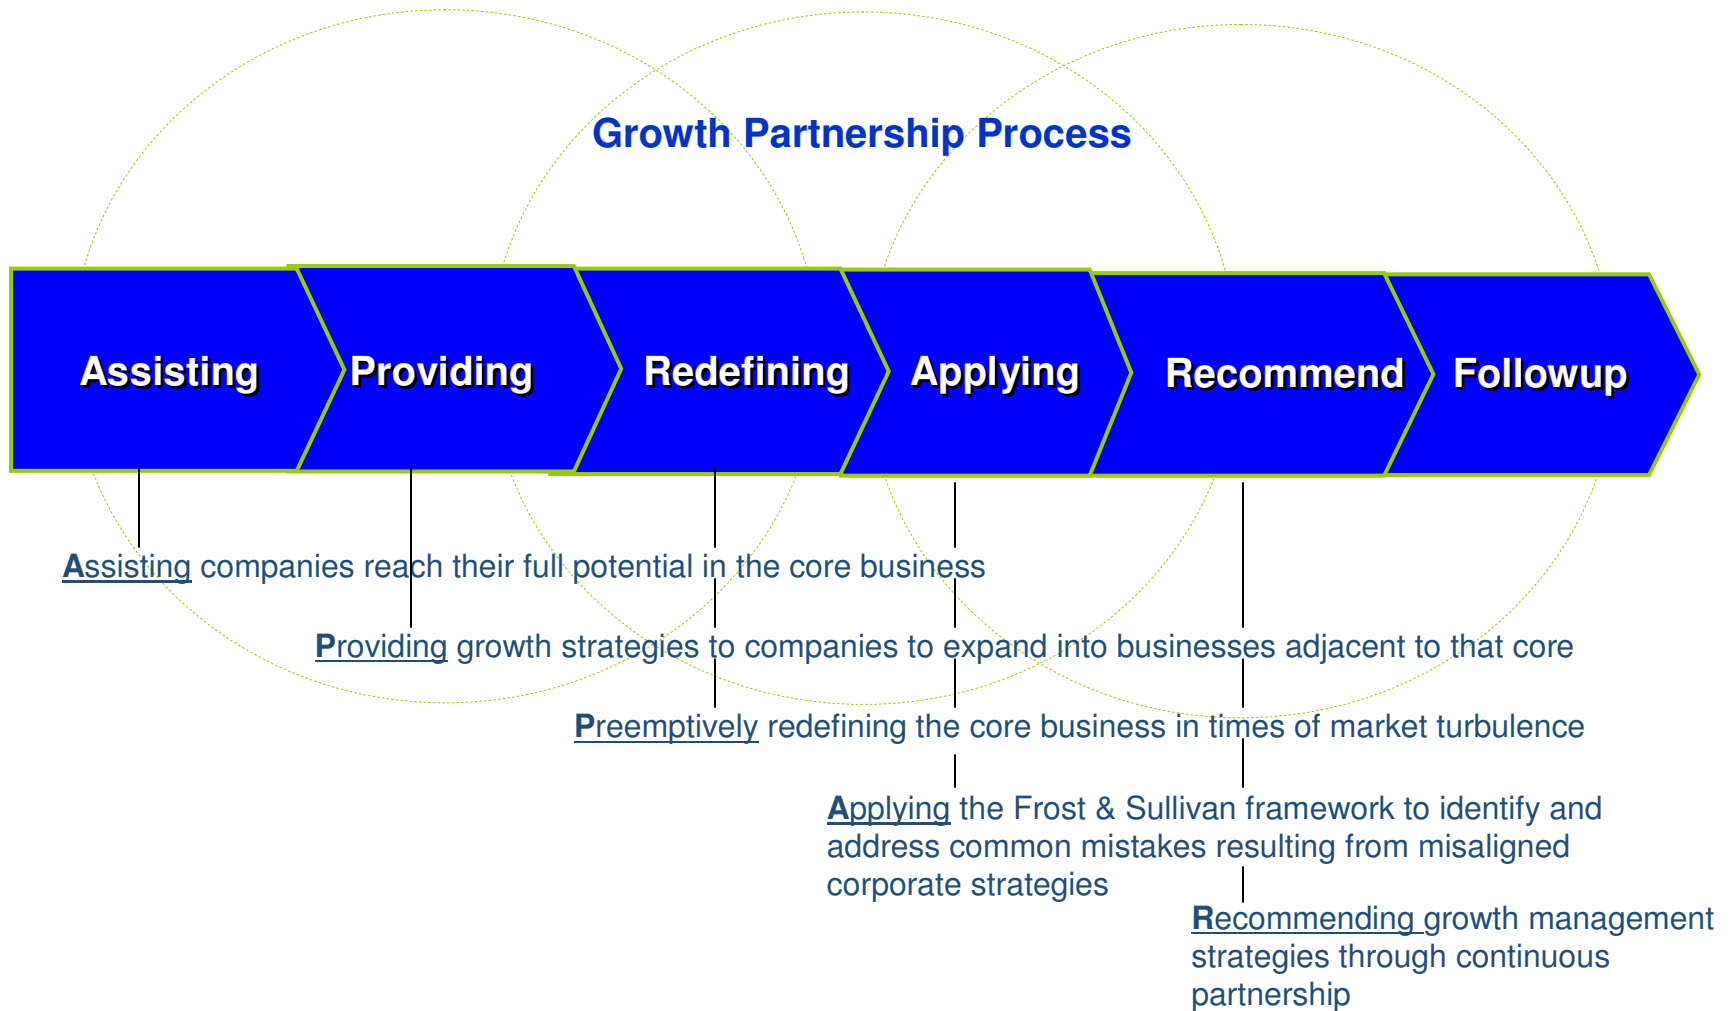 Growth Partnership Process
Assisting
Providing
Redefining
Applying
Recommend
Followup
Assisting companies reach their full potential in the core business
Providing growth strategies to companies to expand into businesses adjacent to that core
Preemptively redefining the core business in times of market turbulence
Applying the Frost & Sullivan framework to identify and
address common mistakes resulting from misaligned
corporate strategies
Recommending growth management
strategies through continuous
partnership